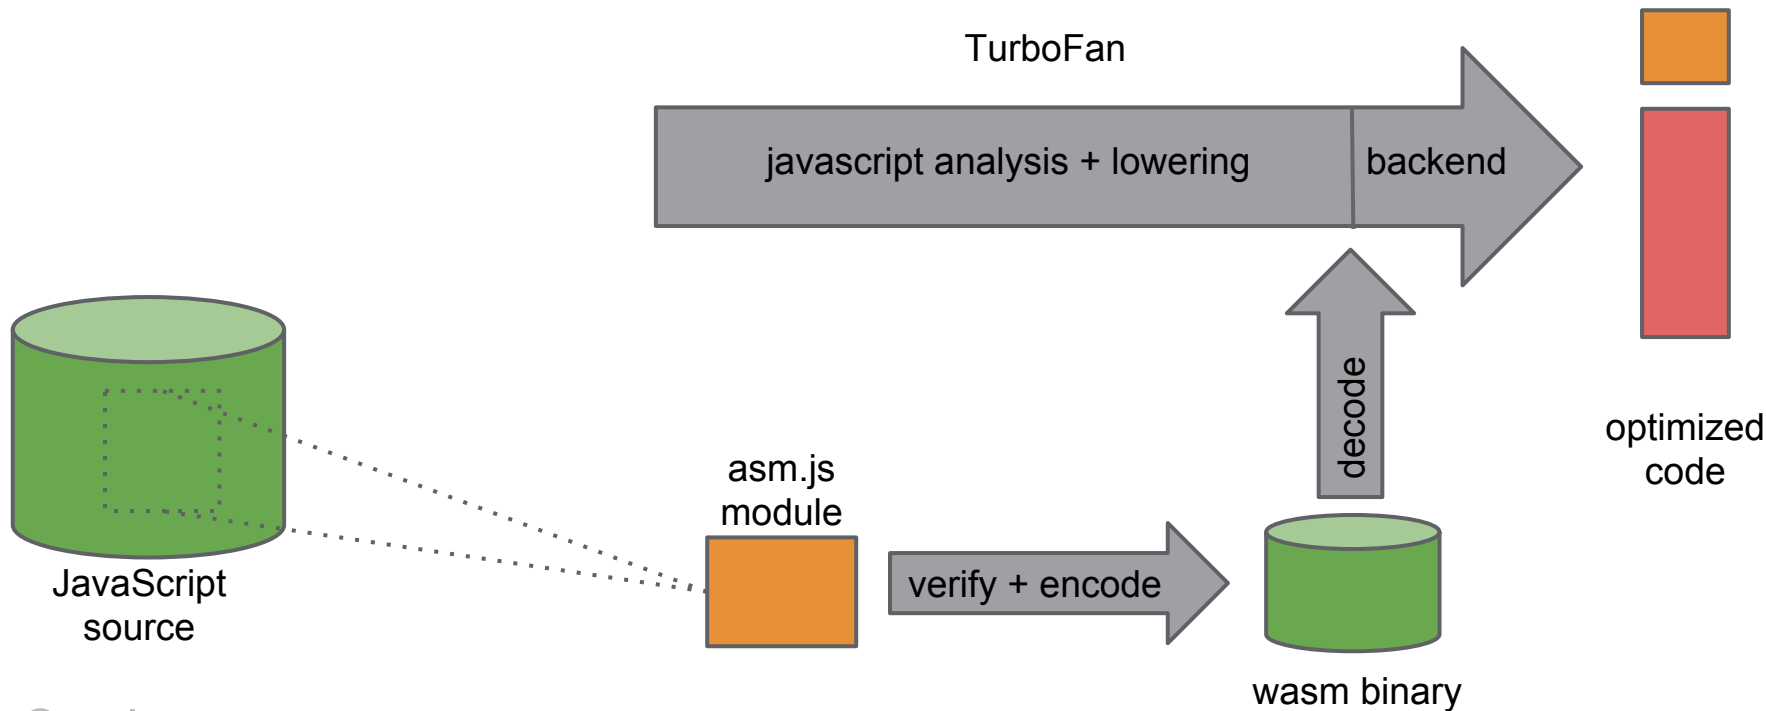 TurboFan
javascript analysis + lowering
backend
decode
optimized
code
asm.js
module
verify + encode
JavaScript
source
wasm binary